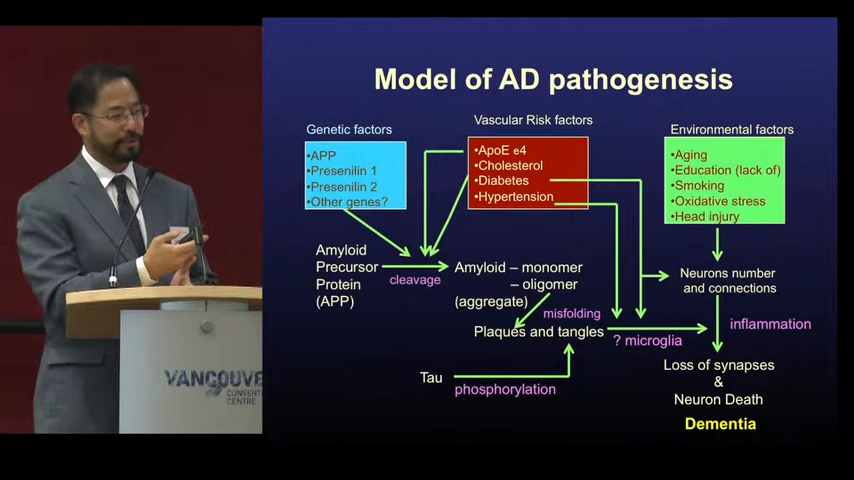 Model of AD pathogenesis
Genetic factors
•APP
•Presenilin 1
•Presenilin 2
•Other genes?
Vascular Risk factors
•ApoE e4
•Cholesterol
•Diabetes
•Hypertension
Environmental factors
•Aging
•Education (lack of)
•Smoking
•Oxidative stress
•Head injury
Amyloid
Precursor
Protein
(APP)
cleavage
Amyloid – monomer
– oligomer
(aggregate)
misfolding
Plaques and tangles
? microglia
Neurons number
and connections
inflammation
Tau
phosphorylation
Loss of synapses
&
Neuron Death
Dementia
VANCOUVE
CONVENT
CENTRE